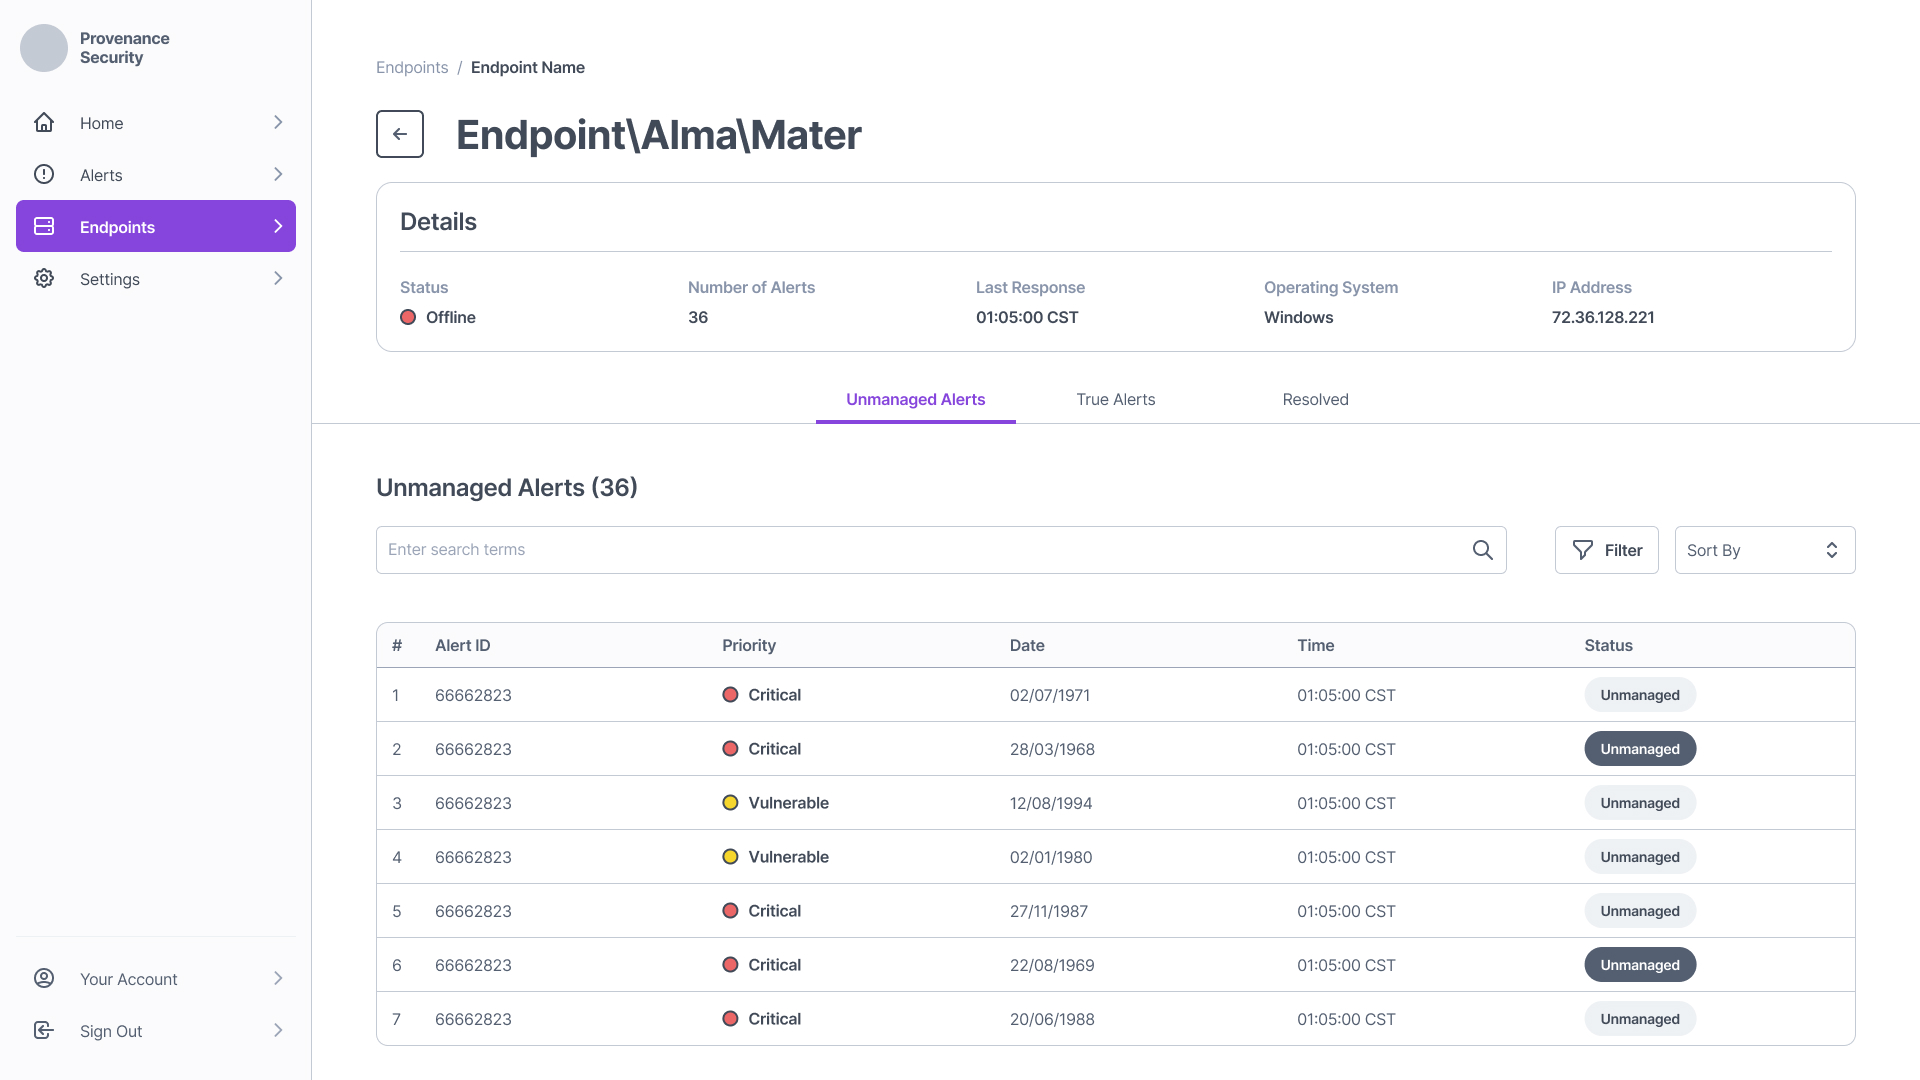 Provenance
Security
Home
Alerts
Endpoints
Settings
Your Account
Sign Out
Endpoints / Endpoint Name
Endpoint\Alma\Mater
Details
Status Number of Alerts Last Response Operating System IP Address
Offline 36 01:05:00 CST Windows 72.36.128.221
Unmanaged Alerts True Alerts Resolved
Unmanaged Alerts (36)
Enter search terms Filter Sort By
# Alert ID Priority Date Time Status
1 66662823 Critical 02/07/1971 01:05:00 CST Unmanaged
2 66662823 Critical 28/03/1968 01:05:00 CST Unmanaged
3 66662823 Vulnerable 12/08/1994 01:05:00 CST Unmanaged
4 66662823 Vulnerable 02/01/1980 01:05:00 CST Unmanaged
5 66662823 Critical 27/11/1987 01:05:00 CST Unmanaged
6 66662823 Critical 22/08/1969 01:05:00 CST Unmanaged
7 66662823 Critical 20/06/1988 01:05:00 CST Unmanaged